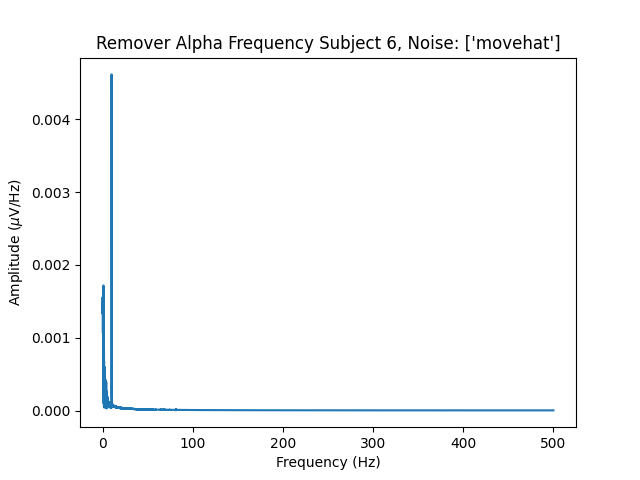 Remover Alpha Frequency Subject 6, Noise: ['movehat']
Amplitude (μV/Hz)
0.004
0.003
0.002
0.001
0.000
0 100 200 300 400 500
Frequency (Hz)